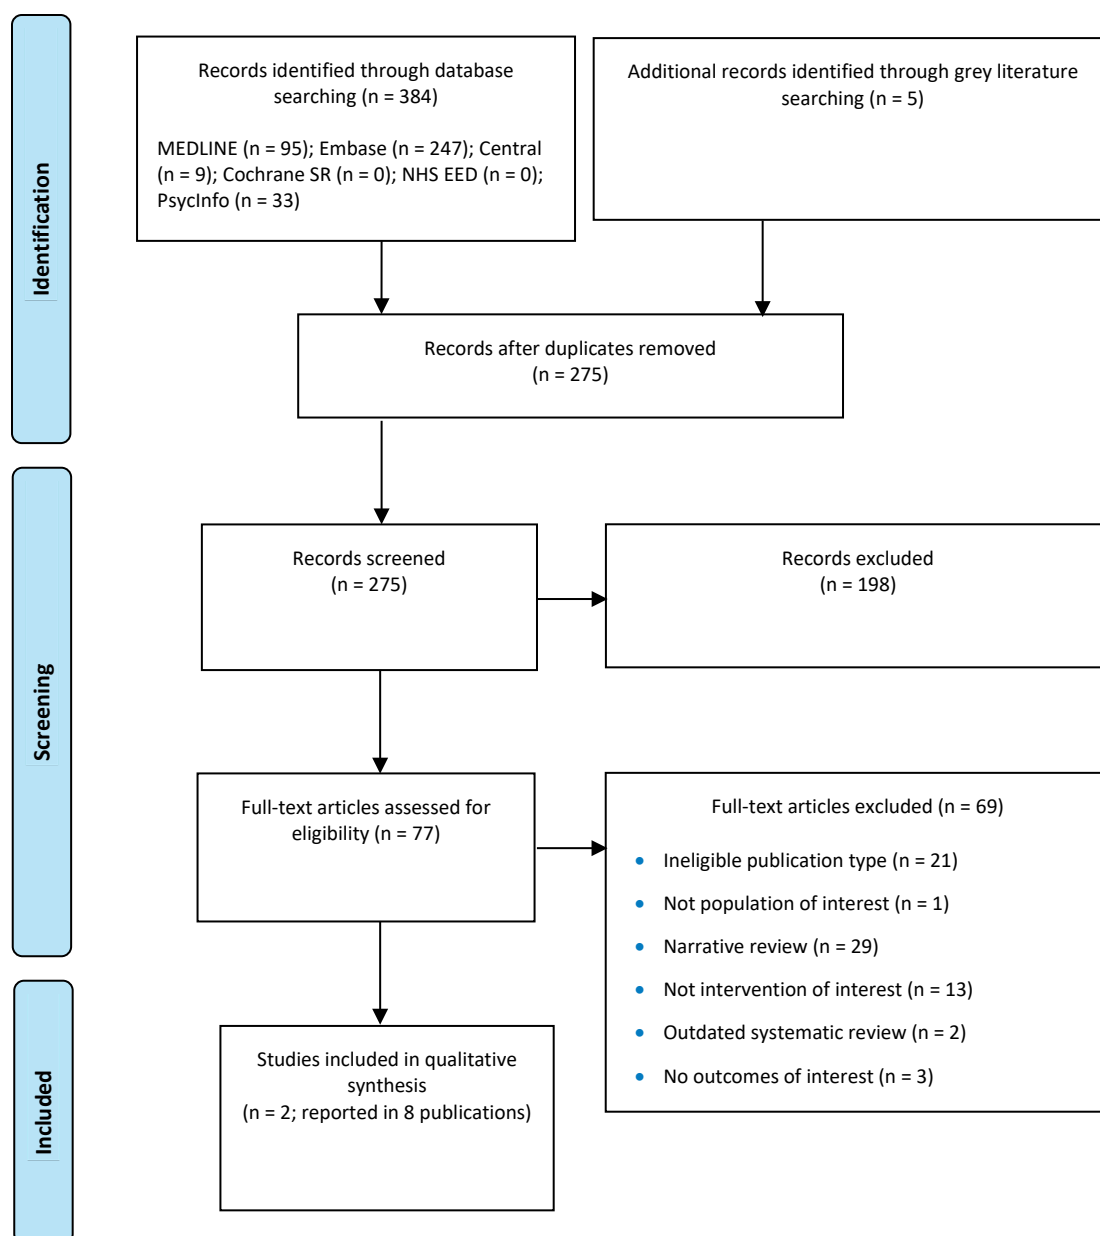 Identification
Records identified through database
searching (n = 384)
MEDLINE (n = 95); Embase (n = 247); Central
(n = 9); Cochrane SR (n = 0); NHS EED (n = 0);
PsycInfo (n = 33)
Additional records identified through grey literature
searching (n = 5)
Records after duplicates removed
(n = 275)
Screening
Records screened
(n = 275)
Records excluded
(n = 198)
Full-text articles assessed for
eligibility (n = 77)
Full-text articles excluded (n = 69)
• Ineligible publication type (n = 21)
• Not population of interest (n = 1)
• Narrative review (n = 29)
• Not intervention of interest (n = 13)
• Outdated systematic review (n = 2)
• No outcomes of interest (n = 3)
Included
Studies included in qualitative
synthesis
(n = 2; reported in 8 publications)